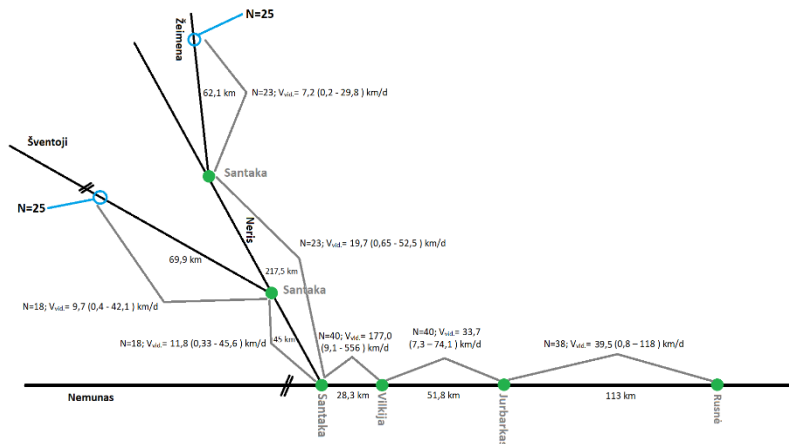 N=25
Žeimena
62,1 km
N=23; Vvid.= 7,2 (0,2 - 29,8 ) km/d
Šventoji
Santaka
N=25
Neris
69,9 km
N=23; Vvid.= 19,7 (0,65 - 52,5 ) km/d
217,5 km
Santaka
N=18; Vvid.= 9,7 (0,4 - 42,1 ) km/d
N=18; Vvid.= 11,8 (0,33 - 45,6 ) km/d
45 km
N=40; Vvid.= 177,0
(9,1 - 556 ) km/d
N=40; Vvid.= 33,7
(7,3 – 74,1 ) km/d
N=38; Vvid.= 39,5 (0,8 – 118 ) km/d
Nemunas
28,3 km
51,8 km
113 km
Santaka
Vilkija
Jurbarkas
Rusnė